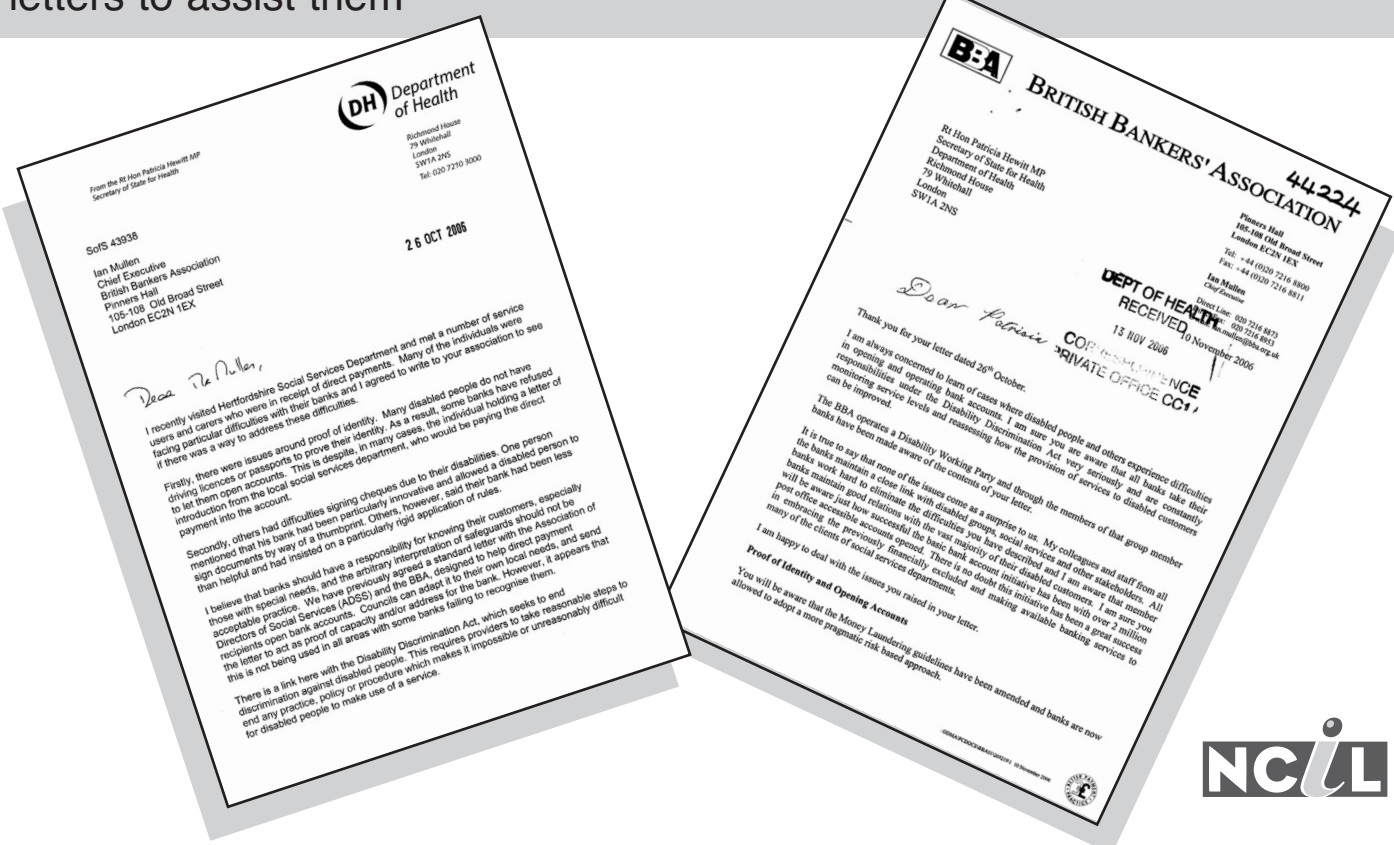 letters to assist them
DH Department
of Health
Richmond House
79 Whitehall
London
SW1A 2NS
Tel: 020 7210 3000
From the Rt Hon Patricia Hewitt MP
Secretary of State for Health
SofS 43938
26 OCT 2006
Ian Mullen
Chief Executive
British Bankers Association
Pinners Hall
105-108 Old Broad Street
London EC2N 1EX
Dear Mr Mullen,
I recently visited Hertfordshire Social Services Department and met a number of service
users and carers who were in receipt of direct payments. Many of the individuals were
facing particular difficulties with their banks and I agreed to write to your association to see
if there was a way to address these difficulties.
Firstly, there were issues around proof of identity. Many disabled people do not have
driving licences or passports to prove their identity. As a result, some banks have refused
to let them open accounts. This is despite, in many cases, the individual holding a letter of
introduction from the local social services department, who would be paying the direct
payment into the account.
Secondly, others had difficulties signing cheques due to their disabilities. One person
mentioned that his bank had been particularly innovative and allowed a disabled person to
sign documents by way of a thumbprint. Others, however, said their bank had been less
than helpful and had insisted on a particularly rigid application of rules.
I believe that banks should have a responsibility for knowing their customers, especially
those with special needs, and the arbitrary interpretation of safeguards should not be
acceptable practice. We have previously agreed a standard letter with the Association of
Directors of Social Services (ADSS) and the BBA, designed to help direct payment
recipients open bank accounts. Councils can adapt it to their own local needs, and send
the letter to act as proof of capacity and/or address for the bank. However, it appears that
this is not being used in all areas with some banks failing to recognise them.
There is a link here with the Disability Discrimination Act, which seeks to end
discrimination against disabled people. This requires providers to take reasonable steps to
end any practice, policy or procedure which makes it impossible or unreasonably difficult
for disabled people to make use of a service.
BBA BRITISH BANKERS' ASSOCIATION
44224
Rt Hon Patricia Hewitt MP
Secretary of State for Health
Department of Health
Richmond House
79 Whitehall
London
SW1A 2NS
Pinners Hall
105-108 Old Broad Street
London EC2N 1EX
Tel: +44 (0)20 7216 8800
Fax: +44 (0)20 7216 8811
Ian Mullen
Chief Executive
Direct Line: 020 7216 8873
020 7216 8953
mullen@bba.org.uk
DEPT OF HEALTH
RECEIVED
13 NOV 2006
PRIVATE OFFICE
10 November 2006
Dear Patricia
Thank you for your letter dated 26th October.
I am always concerned to learn of cases where disabled people and others experience difficulties
in opening and operating bank accounts. I am sure you are aware that all banks take their
responsibilities under the Disability Discrimination Act very seriously and are constantly
monitoring service levels and reassessing how the provision of services to disabled customers
can be improved.
The BBA operates a Disability Working Party and through the members of that group member
banks have been made aware of the contents of your letter.
It is true to say that none of the issues come as a surprise to us. My colleagues and staff from all
the banks maintain a close link with disabled groups, social services and other stakeholders. All
banks work hard to eliminate the difficulties you have described and I am aware that member
banks maintain good relations with the vast majority of their disabled customers. I am sure you
will be aware just how successful the basic bank account initiative has been with over 2 million
post office accessible accounts opened. There is no doubt this initiative has been a great success
in embracing the previously financially excluded and making available banking services to
many of the clients of social services departments.
I am happy to deal with the issues you raised in your letter.
Proof of Identity and Opening Accounts
You will be aware that the Money Laundering guidelines have been amended and banks are now
allowed to adopt a more pragmatic risk based approach.
10 November 2006
NCiL